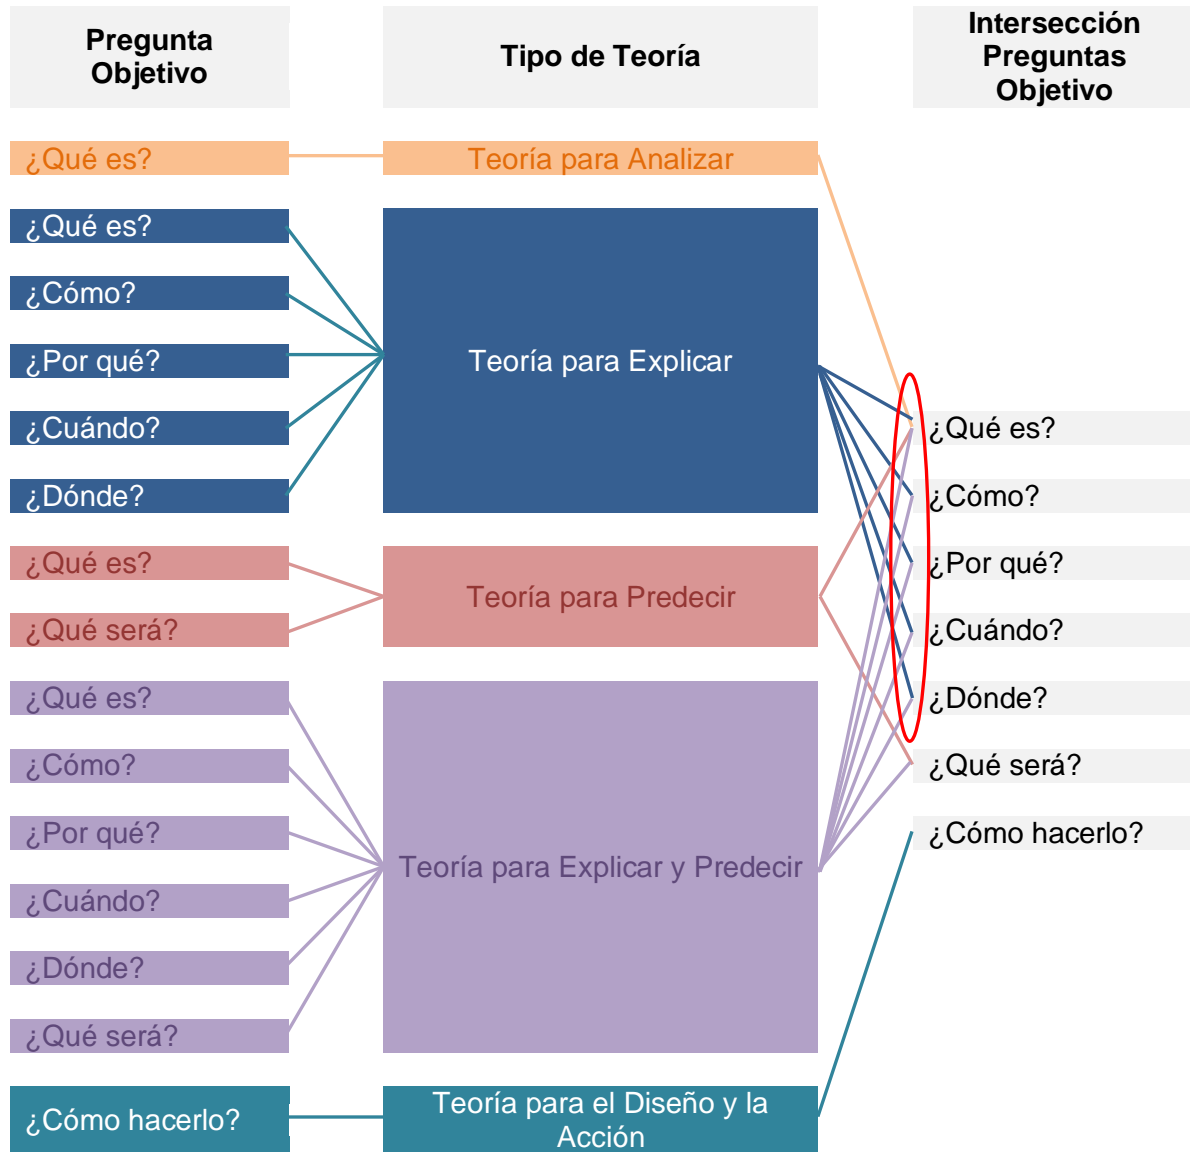 Pregunta
Objetivo
Tipo de Teoría
Intersección
Preguntas
Objetivo
¿Qué es?
Teoría para Analizar
¿Qué es?
¿Cómo?
¿Por qué?
¿Cuándo?
¿Dónde?
Teoría para Explicar
¿Qué es?
¿Qué será?
Teoría para Predecir
¿Qué es?
¿Cómo?
¿Por qué?
¿Cuándo?
¿Dónde?
¿Qué será?
Teoría para Explicar y Predecir
¿Cómo hacerlo?
Teoría para el Diseño y la
Acción
¿Qué es?
¿Cómo?
¿Por qué?
¿Cuándo?
¿Dónde?
¿Qué será?
¿Cómo hacerlo?